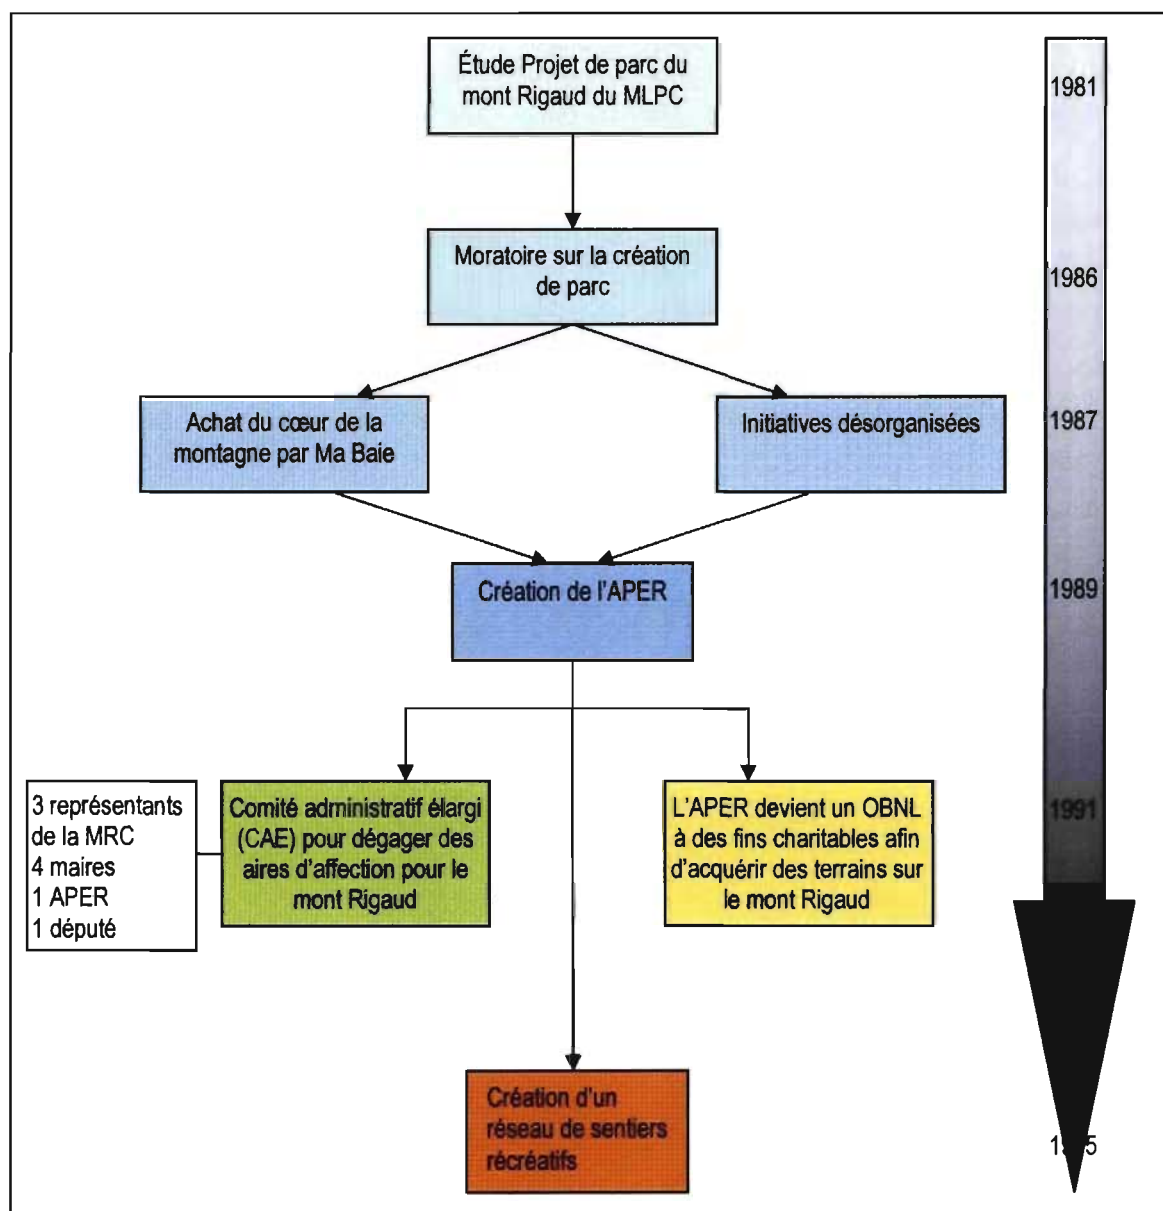 Étude Projet de parc du
mont Rigaud du MLPC
1981
Moratoire sur la création
de parc
1986
Achat du cœur de la
montagne par Ma Baie
Initiatives désorganisées
1987
Création de l'APER
1989
3 représentants
de la MRC
4 maires
1 APER
1 député
Comité administratif élargi
(CAE) pour dégager des
aires d'affection pour le
mont Rigaud
L'APER devient un OBNL
à des fins charitables afin
d'acquérir des terrains sur
le mont Rigaud
1991
Création d'un
réseau de sentiers
récréatifs